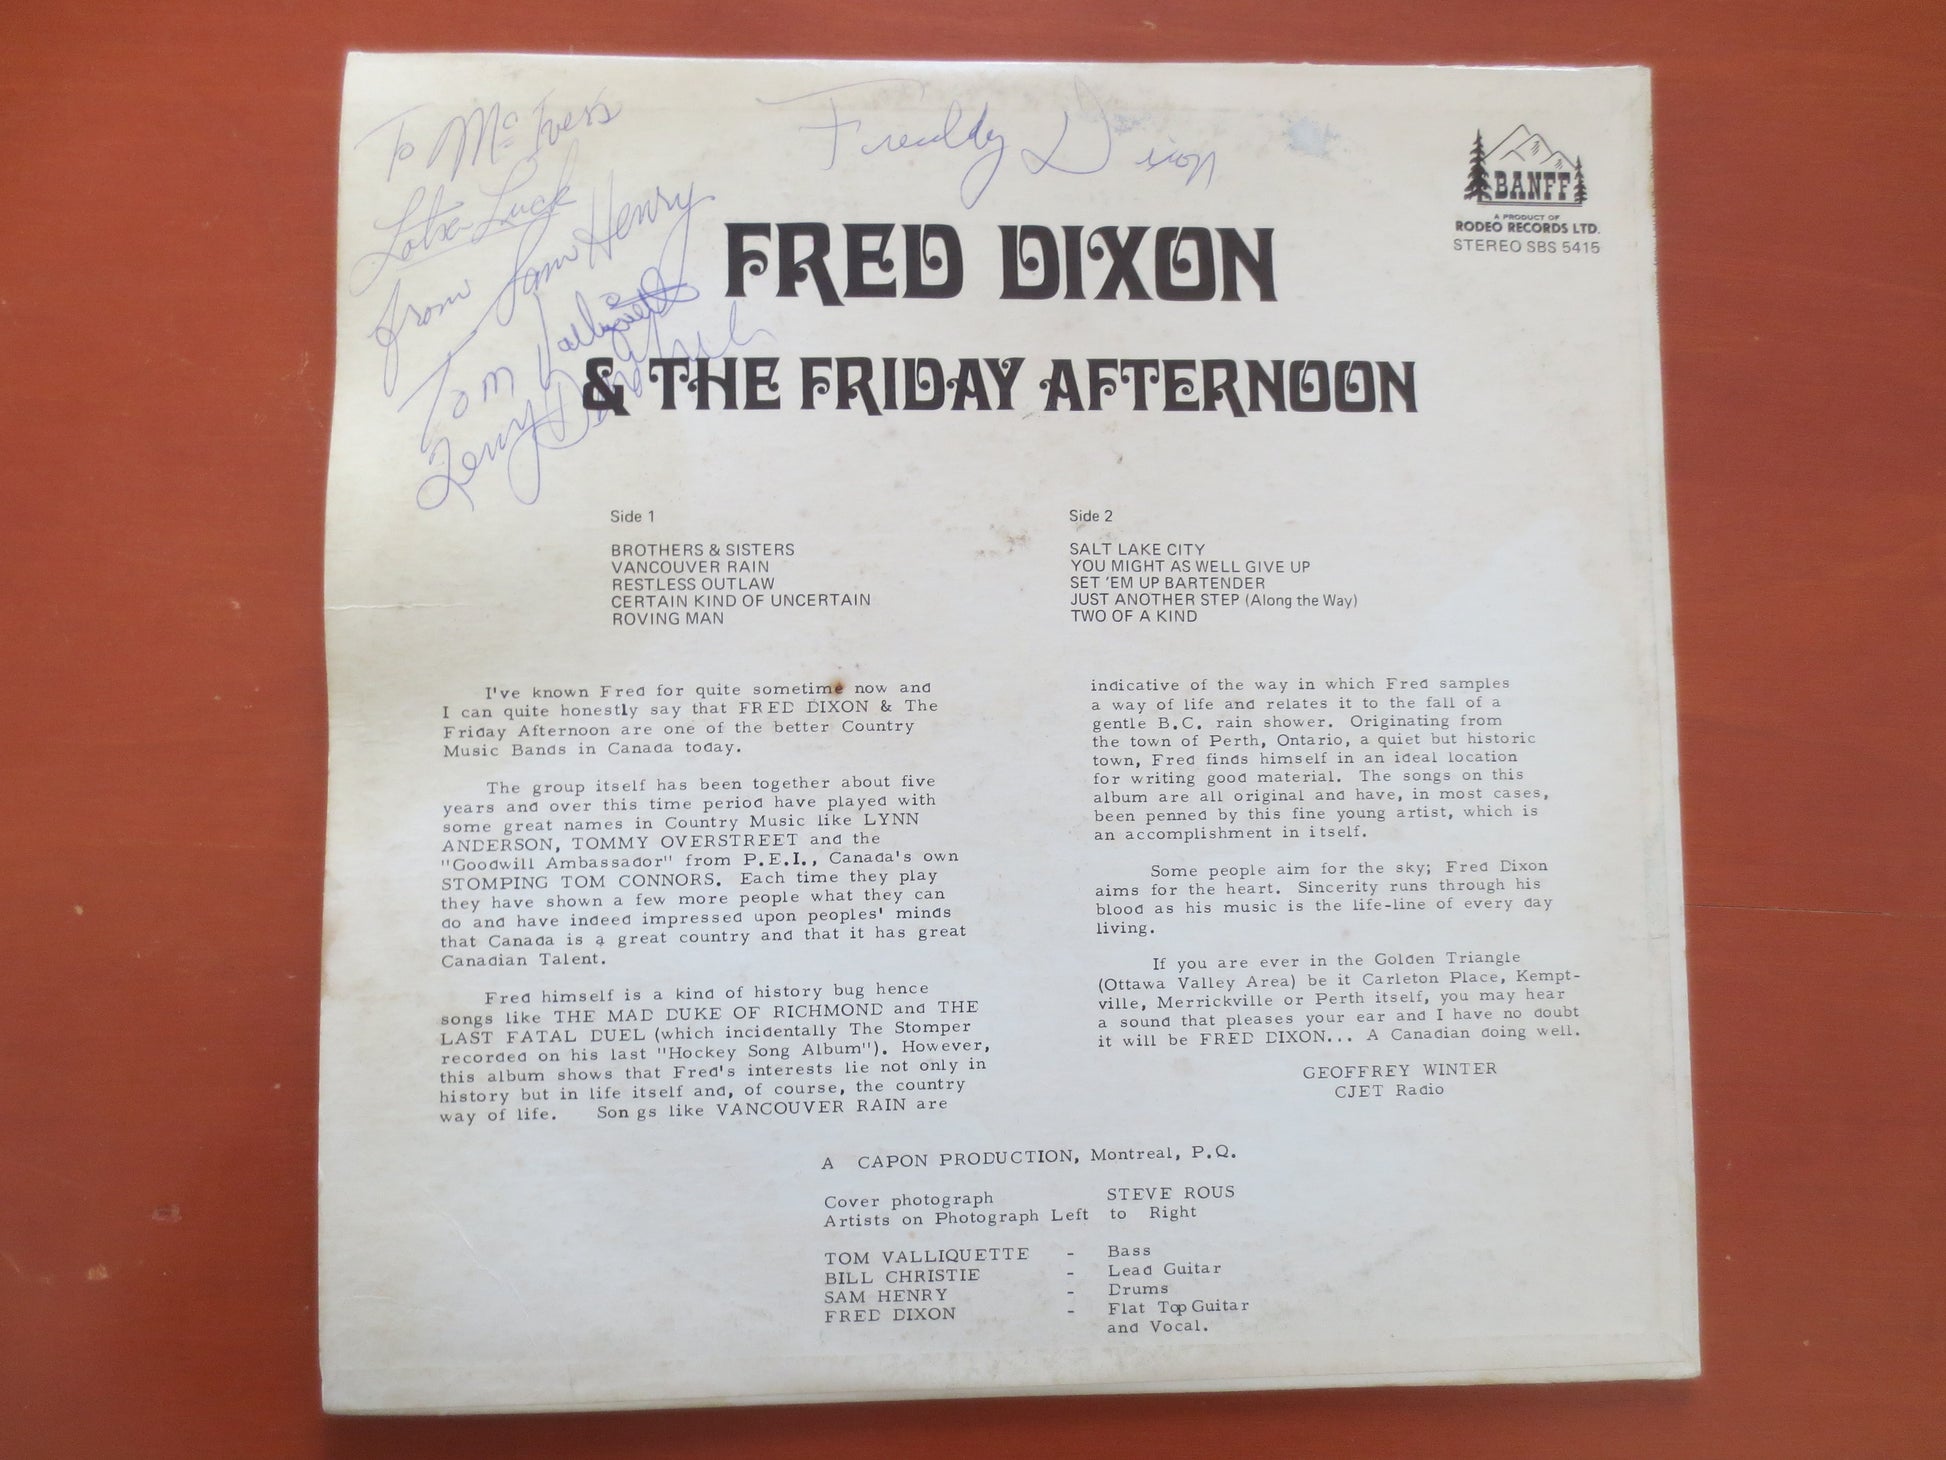 To McIvers
Lotsa Luck
from Sam Henry
Tom Valliquette
Freddy Dixon
BANFF
A PRODUCT OF
RODEO RECORDS LTD.
STEREO SBS 5415
FRED DIXON
& THE FRIDAY AFTERNOON
Side 1
BROTHERS & SISTERS
VANCOUVER RAIN
RESTLESS OUTLAW
CERTAIN KIND OF UNCERTAIN
ROVING MAN
Side 2
SALT LAKE CITY
YOU MIGHT AS WELL GIVE UP
SET 'EM UP BARTENDER
JUST ANOTHER STEP (Along the Way)
TWO OF A KIND
I've known Fred for quite sometime now and
I can quite honestly say that FRED DIXON & The
Friday Afternoon are one of the better Country
Music Bands in Canada today.
The group itself has been together about five
years and over this time period have played with
some great names in Country Music like LYNN
ANDERSON, TOMMY OVERSTREET and the
"Goodwill Ambassador" from P.E.I., Canada's own
STOMPING TOM CONNORS. Each time they play
they have shown a few more people what they can
do and have indeed impressed upon peoples' minds
that Canada is a great country and that it has great
Canadian Talent.
Fred himself is a kind of history bug hence
songs like THE MAD DUKE OF RICHMOND and THE
LAST FATAL DUEL (which incidentally The Stomper
recorded on his last "Hockey Song Album"). However,
this album shows that Fred's interests lie not only in
history but in life itself and, of course, the country
way of life. Songs like VANCOUVER RAIN are
indicative of the way in which Fred samples
a way of life and relates it to the fall of a
gentle B.C. rain shower. Originating from
the town of Perth, Ontario, a quiet but historic
town, Fred finds himself in an ideal location
for writing good material. The songs on this
album are all original and have, in most cases,
been penned by this fine young artist, which is
an accomplishment in itself.
Some people aim for the sky; Fred Dixon
aims for the heart. Sincerity runs through his
blood as his music is the life-line of every day
living.
If you are ever in the Golden Triangle
(Ottawa Valley Area) be it Carleton Place, Kempt-
ville, Merrickville or Perth itself, you may hear
a sound that pleases your ear and I have no doubt
it will be FRED DIXON... A Canadian doing well.
GEOFFREY WINTER
CJET Radio
A CAPON PRODUCTION, Montreal, P.Q.
Cover photograph STEVE ROUS
Artists on Photograph Left to Right
TOM VALLIQUETTE - Bass
BILL CHRISTIE - Lead Guitar
SAM HENRY - Drums
FRED DIXON - Flat Top Guitar
and Vocal.